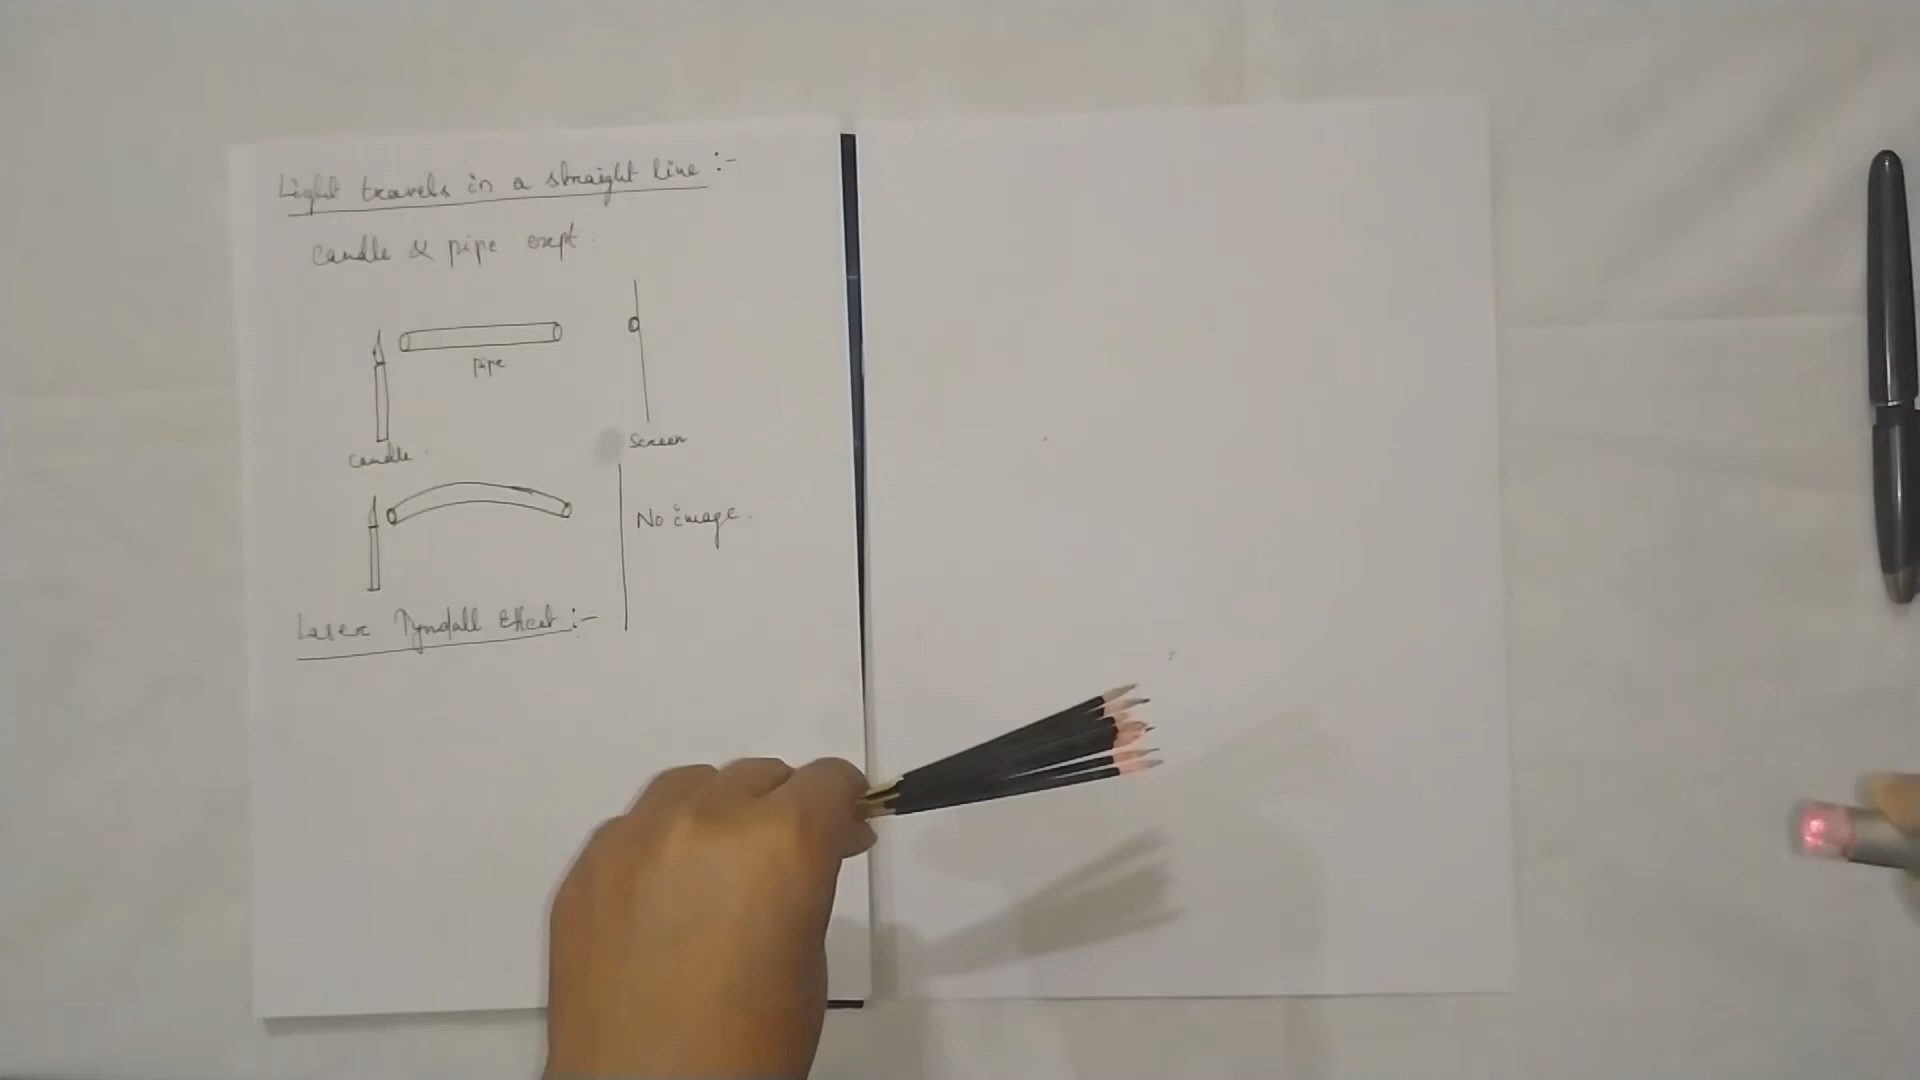 Light travels in a straight line :-
Candle & pipe expt.
pipe
Screen
Candle.
No image.
Laser Tyndall Effect :-